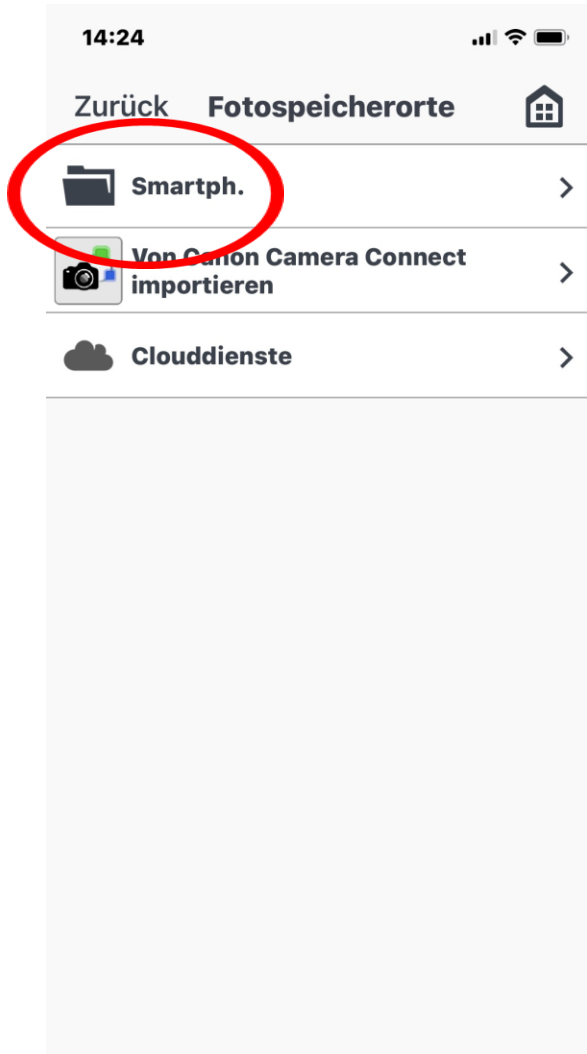 14:24
Zurück Fotospeicherorte
Smartph.
Von Canon Camera Connect
importieren
Clouddienste